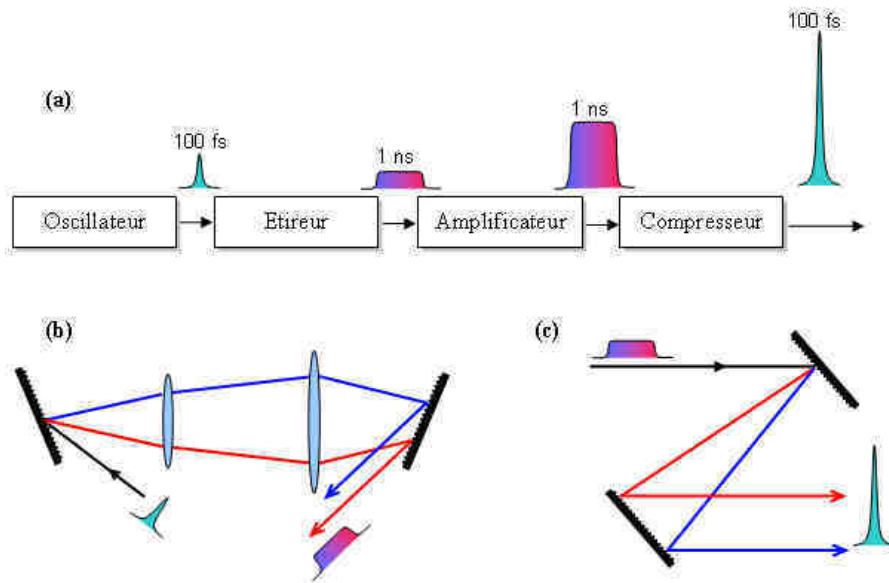 100 fs
(a)
1 ns
100 fs
1 ns
Oscillateur
Etireur
Amplificateur
Compresseur
(b)
(c)